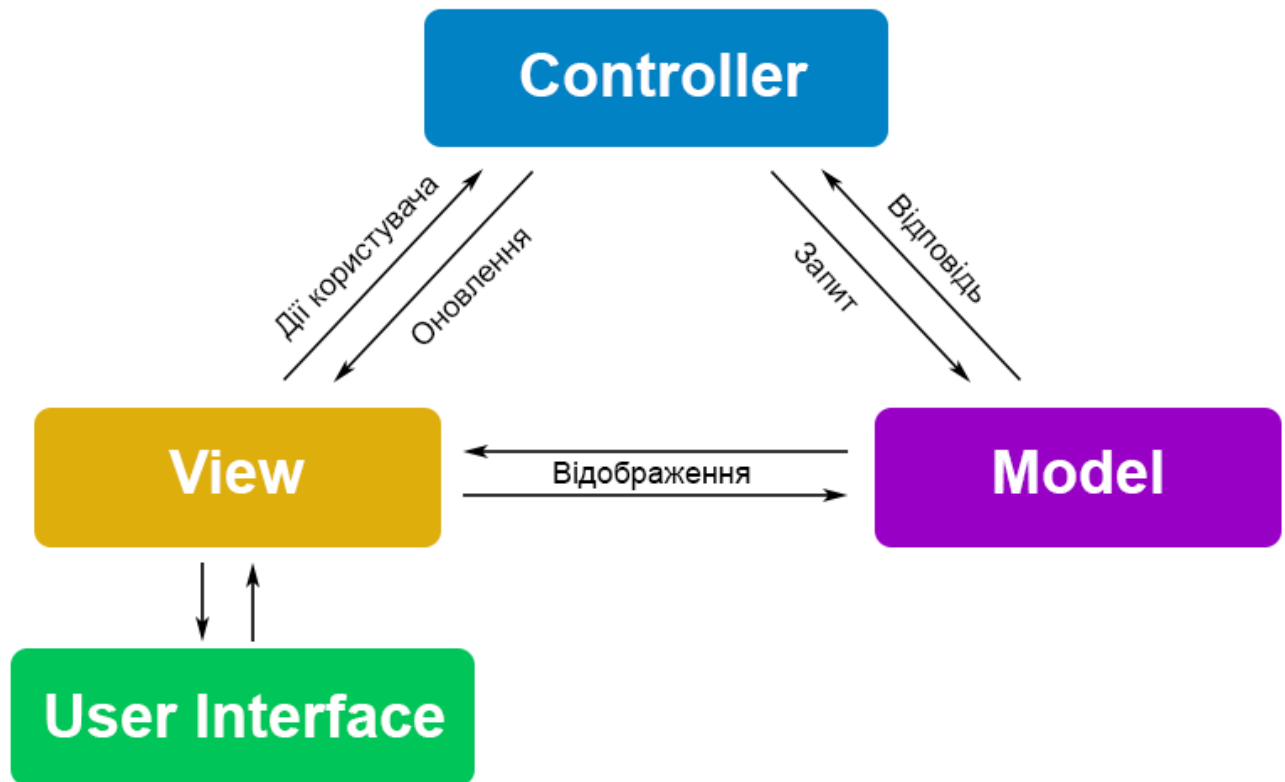 Controller
Дії користувача
Оновлення
Запит
Відповідь
View
Відображення
Model
User Interface